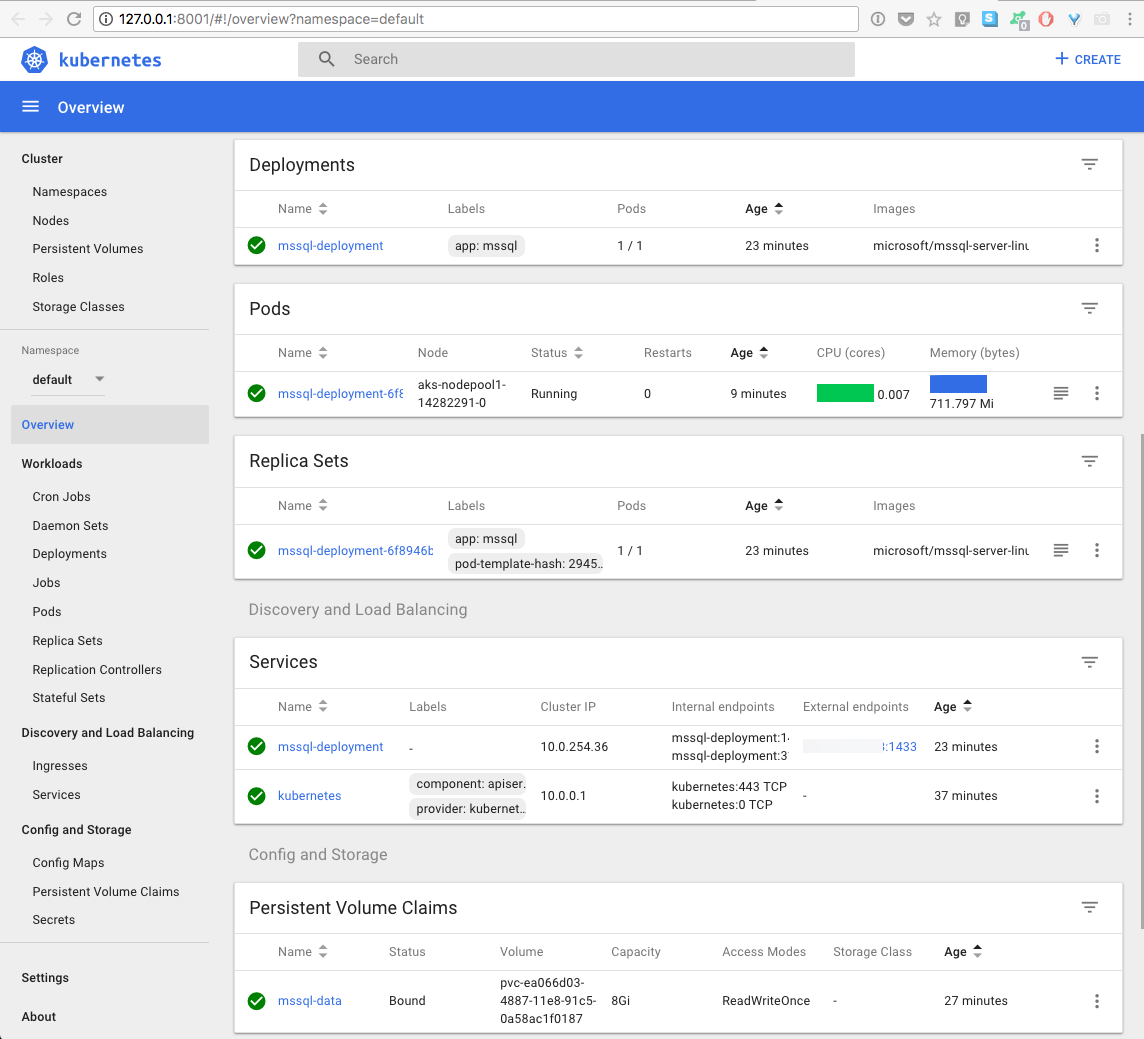 127.0.0.1:8001/#!/overview?namespace=default
S
0
kubernetes
Search
+ CREATE
Overview
Cluster
Namespaces
Nodes
Persistent Volumes
Roles
Storage Classes
Namespace
default
Overview
Workloads
Cron Jobs
Daemon Sets
Deployments
Jobs
Pods
Replica Sets
Replication Controllers
Stateful Sets
Discovery and Load Balancing
Ingresses
Services
Config and Storage
Config Maps
Persistent Volume Claims
Secrets
Settings
About
Deployments
Name Labels Pods Age Images
mssql-deployment app: mssql 1 / 1 23 minutes microsoft/mssql-server-linu
Pods
Name Node Status Restarts Age CPU (cores) Memory (bytes)
mssql-deployment-6f8 aks-nodepool1- Running 0 9 minutes 0.007
14282291-0 711.797 Mi
Replica Sets
Name Labels Pods Age Images
app: mssql
mssql-deployment-6f8946b 1 / 1 23 minutes microsoft/mssql-server-linu
pod-template-hash: 2945..
Discovery and Load Balancing
Services
Name Labels Cluster IP Internal endpoints External endpoints Age
mssql-deployment:1
mssql-deployment - 10.0.254.36 :1433 23 minutes
mssql-deployment:3
component: apiser. kubernetes:443 TCP
kubernetes 10.0.0.1 - 37 minutes
provider: kubernet.. kubernetes:0 TCP
Config and Storage
Persistent Volume Claims
Name Status Volume Capacity Access Modes Storage Class Age
pvc-ea066d03-
mssql-data Bound 4887-11e8-91c5- 8Gi ReadWriteOnce - 27 minutes
0a58ac1f0187